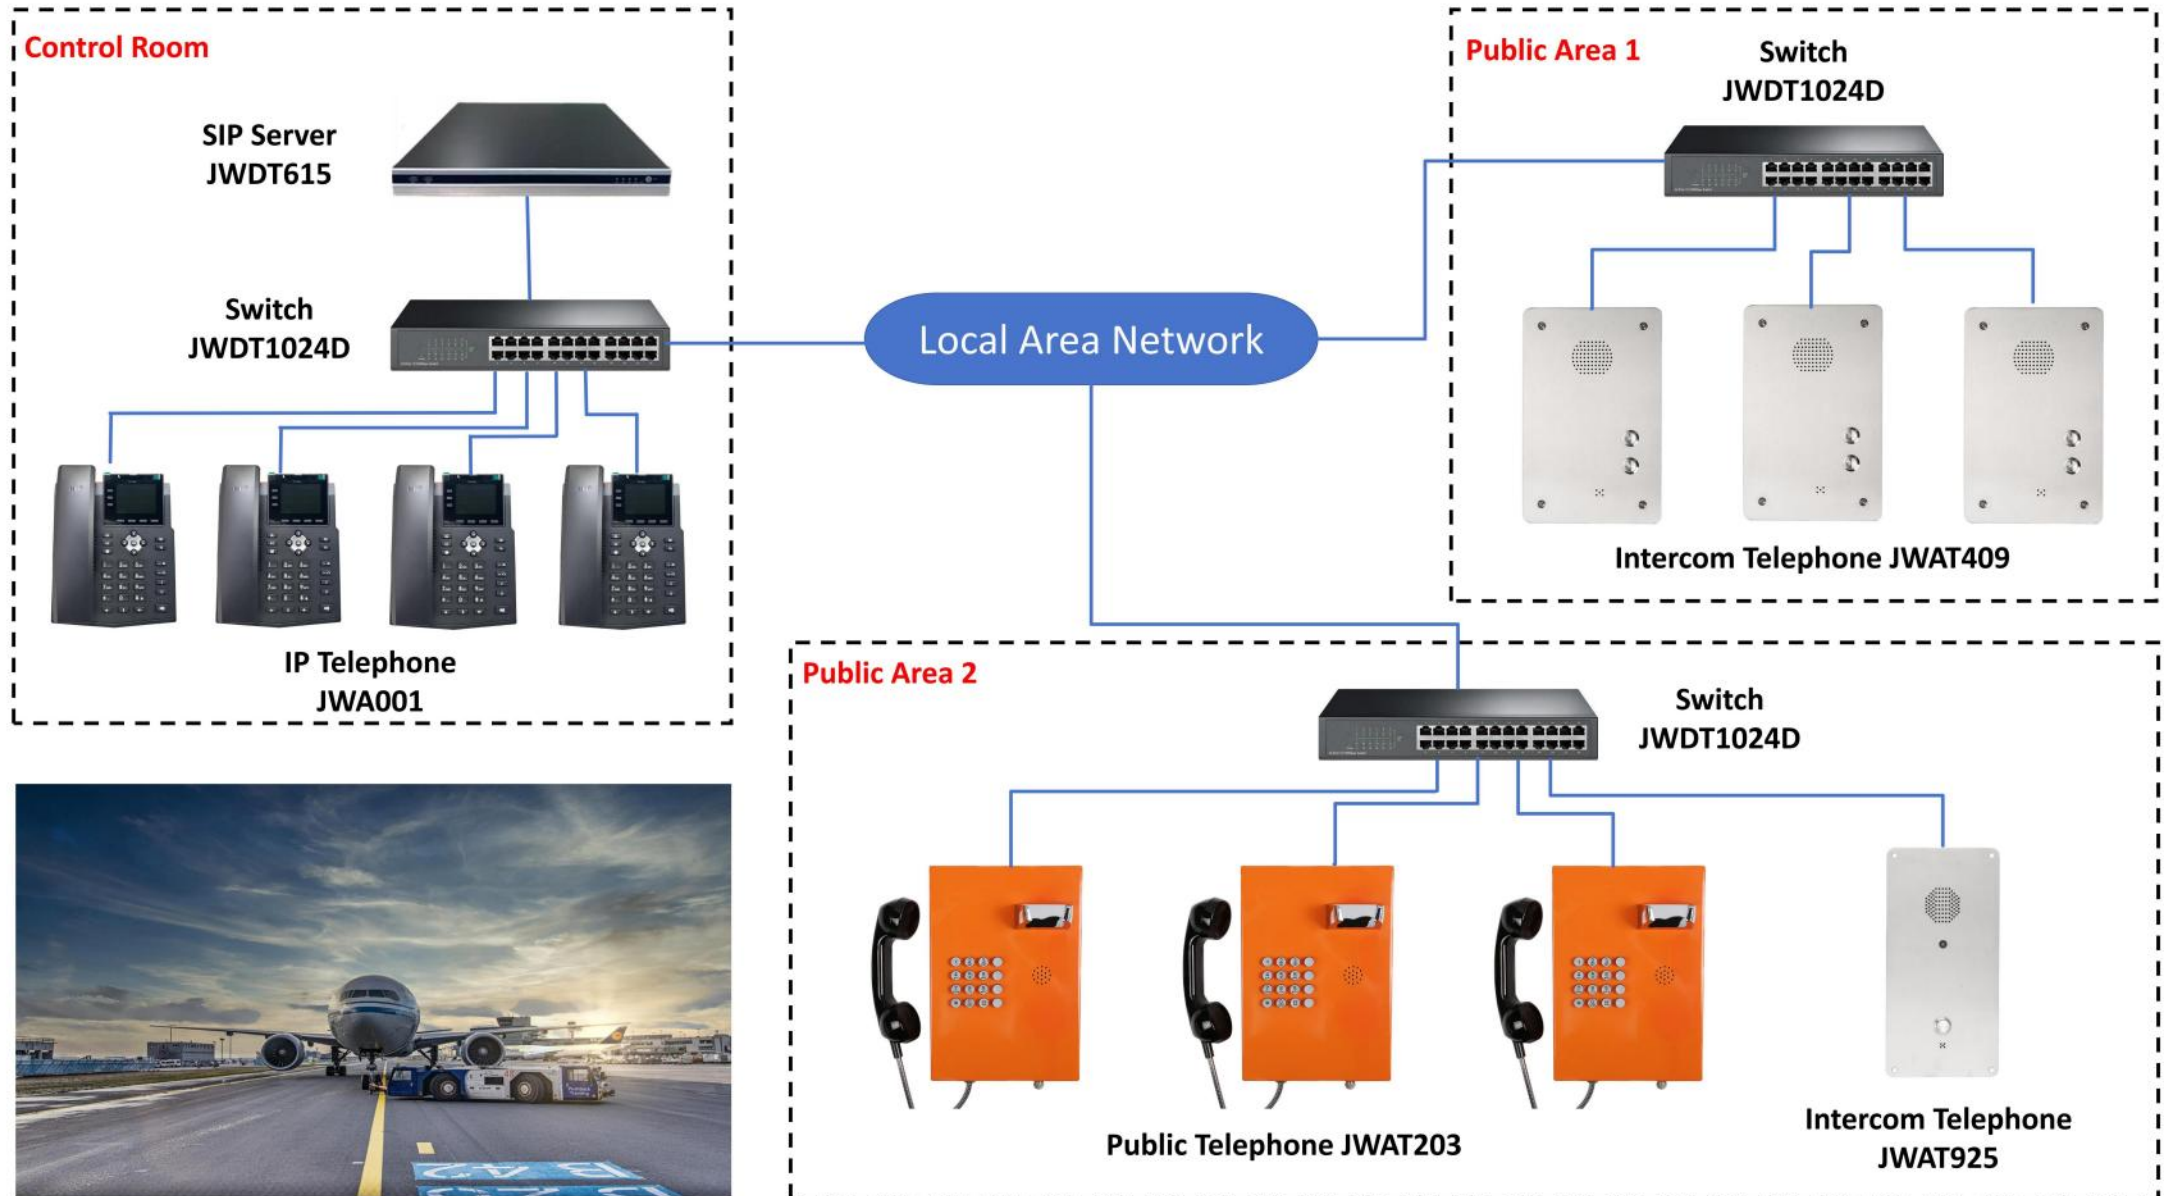 Control Room
SIP Server
JWDT615
Switch
JWDT1024D
IP Telephone
JWA001
Local Area Network
Public Area 1
Switch
JWDT1024D
Intercom Telephone JWAT409
Public Area 2
Switch
JWDT1024D
Public Telephone JWAT203
Intercom Telephone
JWAT925